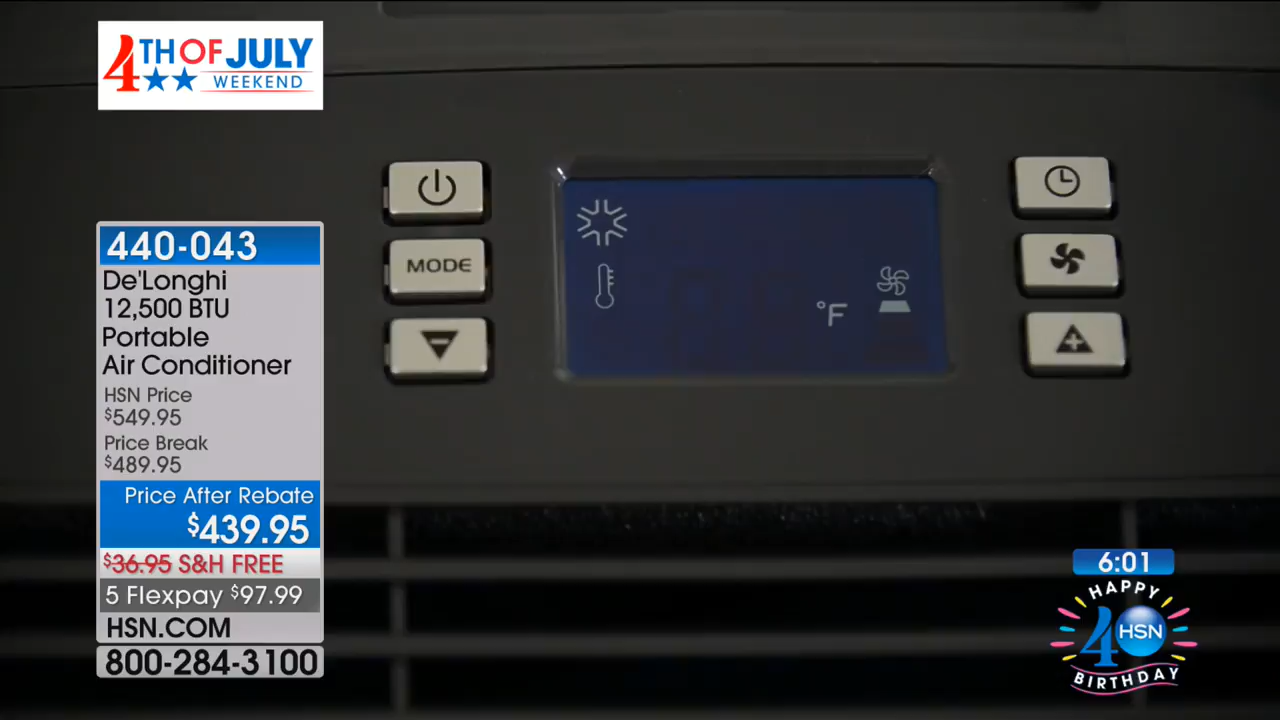 4TH OF JULY
WEEKEND
440-043
De'Longhi
12,500 BTU
Portable
Air Conditioner
HSN Price
$549.95
Price Break
$489.95
Price After Rebate
$439.95
$36.95 S&H FREE
5 Flexpay $97.99
HSN.COM
800-284-3100
MODE
°F
6:01
HAPPY
40 HSN
BIRTHDAY